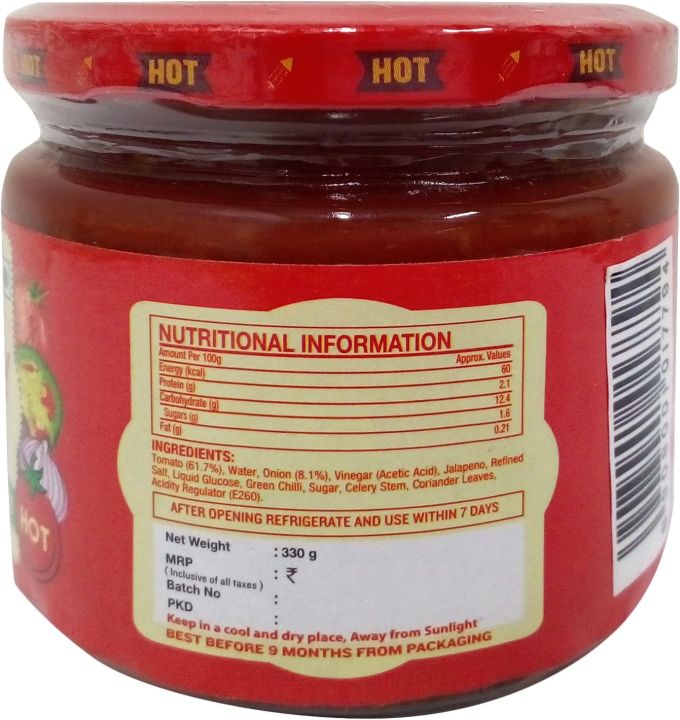 HOT
HOT
HOT
HOT
NUTRITIONAL INFORMATION
Amount Per 100g Approx. Values
Energy (kcal) 60
Protein (g) 2.1
Carbohydrate (g) 12.4
Sugars (g) 1.6
Fat (g) 0.21
INGREDIENTS:
Tomato (61.7%), Water, Onion (8.1%), Vinegar (Acetic Acid), Jalapeno, Refined
Salt, Liquid Glucose, Green Chilli, Sugar, Celery Stem, Coriander Leaves,
Acidity Regulator (E260).
AFTER OPENING REFRIGERATE AND USE WITHIN 7 DAYS
Net Weight : 330 g
MRP : ₹
( Inclusive of all taxes )
Batch No :
PKD :
Keep in a cool and dry place, Away from Sunlight
BEST BEFORE 9 MONTHS FROM PACKAGING
HOT